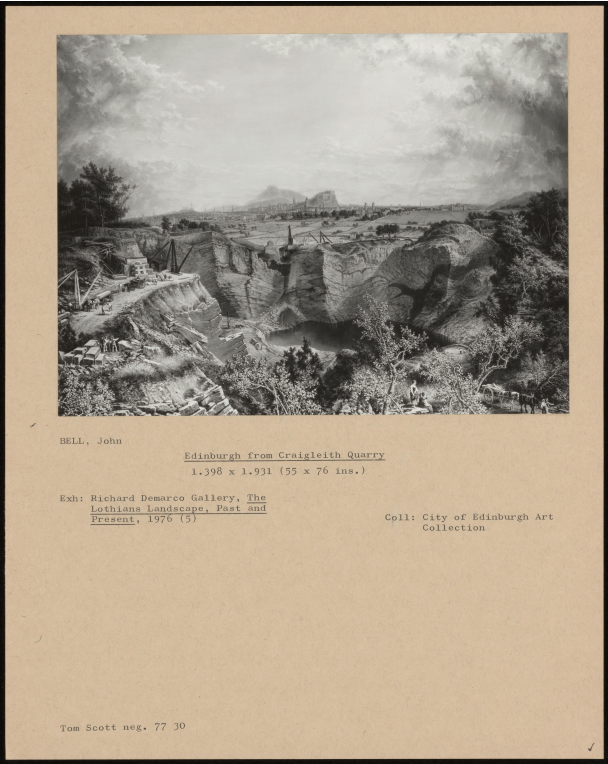 BELL, John
Edinburgh from Craigleith Quarry
1.398 x 1.931 (55 x 76 ins.)
Exh: Richard Demarco Gallery, The
Lothians Landscape, Past and
Present, 1976 (5)
Coll: City of Edinburgh Art
Collection
Tom Scott neg. 77 30